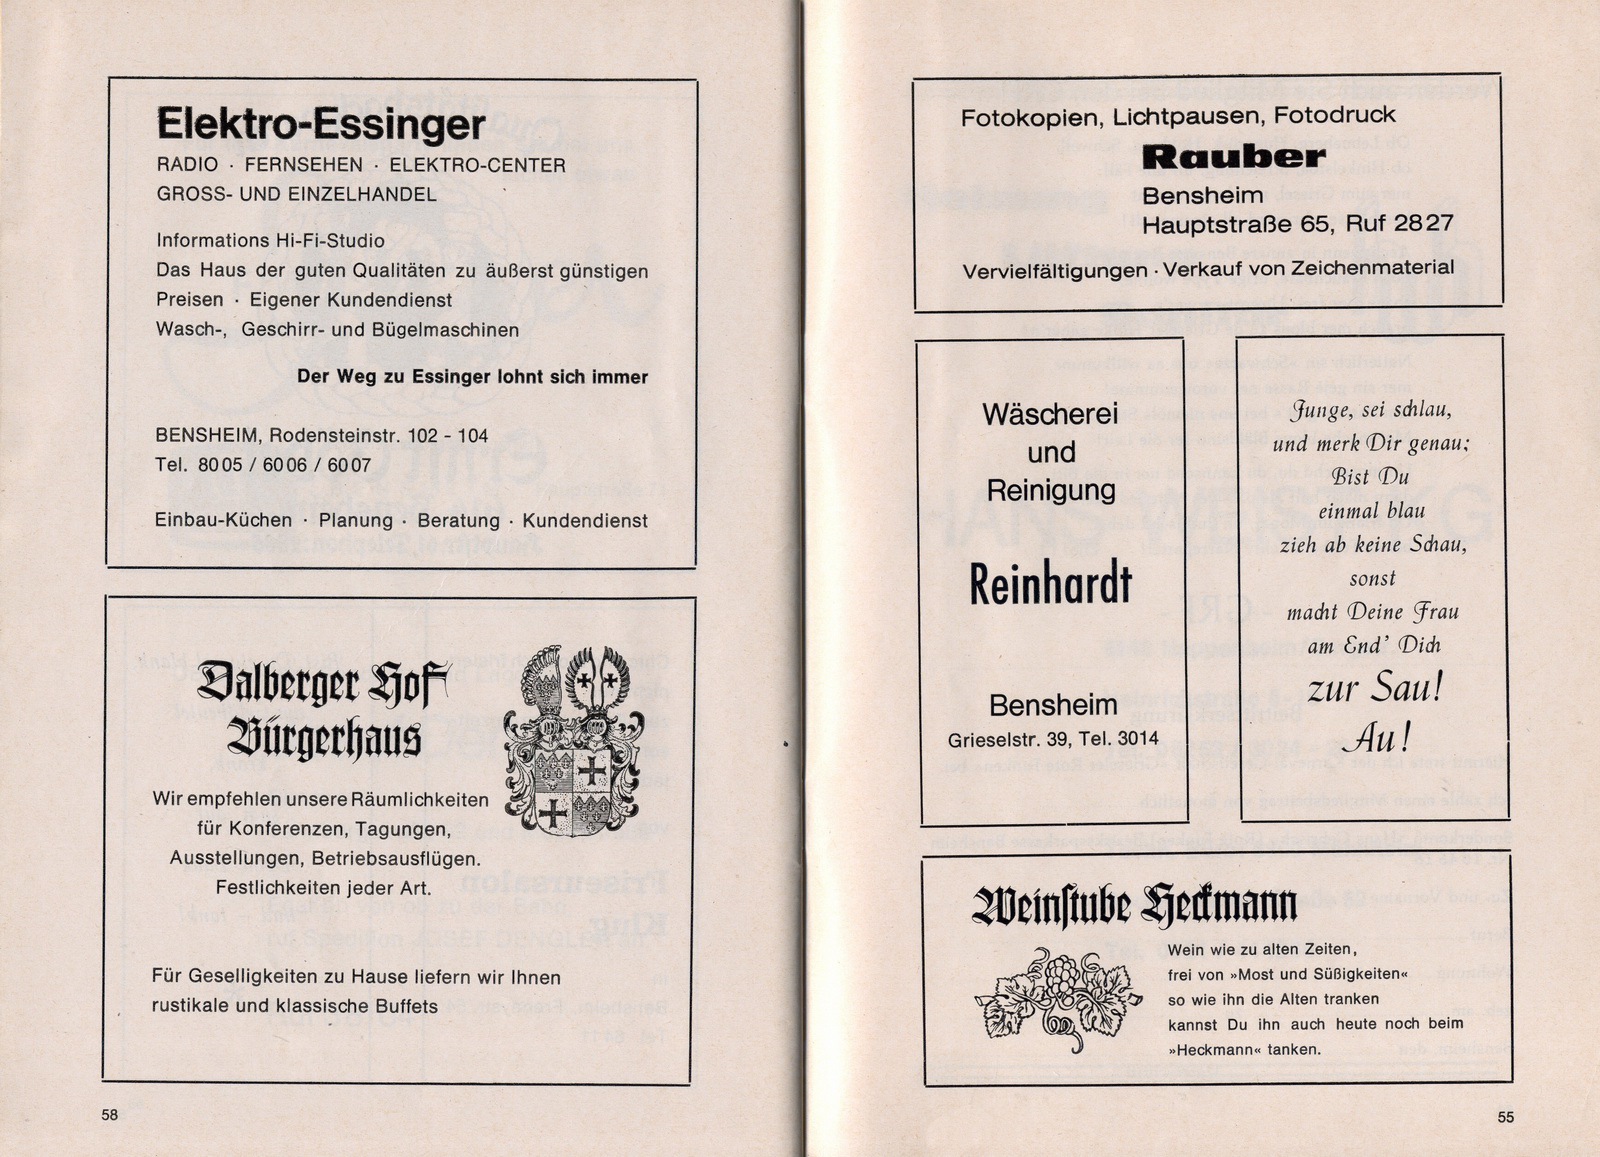 Elektro-Essinger
RADIO · FERNSEHEN · ELEKTRO-CENTER
GROSS- UND EINZELHANDEL
Informations Hi-Fi-Studio
Das Haus der guten Qualitäten zu äußerst günstigen
Preisen · Eigener Kundendienst
Wasch-, Geschirr- und Bügelmaschinen
Der Weg zu Essinger lohnt sich immer
BENSHEIM, Rodensteinstr. 102 - 104
Tel. 8005 / 6006 / 6007
Einbau-Küchen · Planung · Beratung · Kundendienst
Dalberger Hof
Bürgerhaus
Wir empfehlen unsere Räumlichkeiten
für Konferenzen, Tagungen,
Ausstellungen, Betriebsausflügen.
Festlichkeiten jeder Art.
Für Geselligkeiten zu Hause liefern wir Ihnen
rustikale und klassische Buffets
58
Fotokopien, Lichtpausen, Fotodruck
Rauber
Bensheim
Hauptstraße 65, Ruf 2827
Vervielfältigungen · Verkauf von Zeichenmaterial
Wäscherei
und
Reinigung
Reinhardt
Bensheim
Grieselstr. 39, Tel. 3014
Junge, sei schlau,
und merk Dir genau;
Bist Du
einmal blau
zieh ab keine Schau,
sonst
macht Deine Frau
am End' Dich
zur Sau!
Au!
Weinstube Heckmann
Wein wie zu alten Zeiten,
frei von »Most und Süßigkeiten«
so wie ihn die Alten tranken
kannst Du ihn auch heute noch beim
»Heckmann« tanken.
55